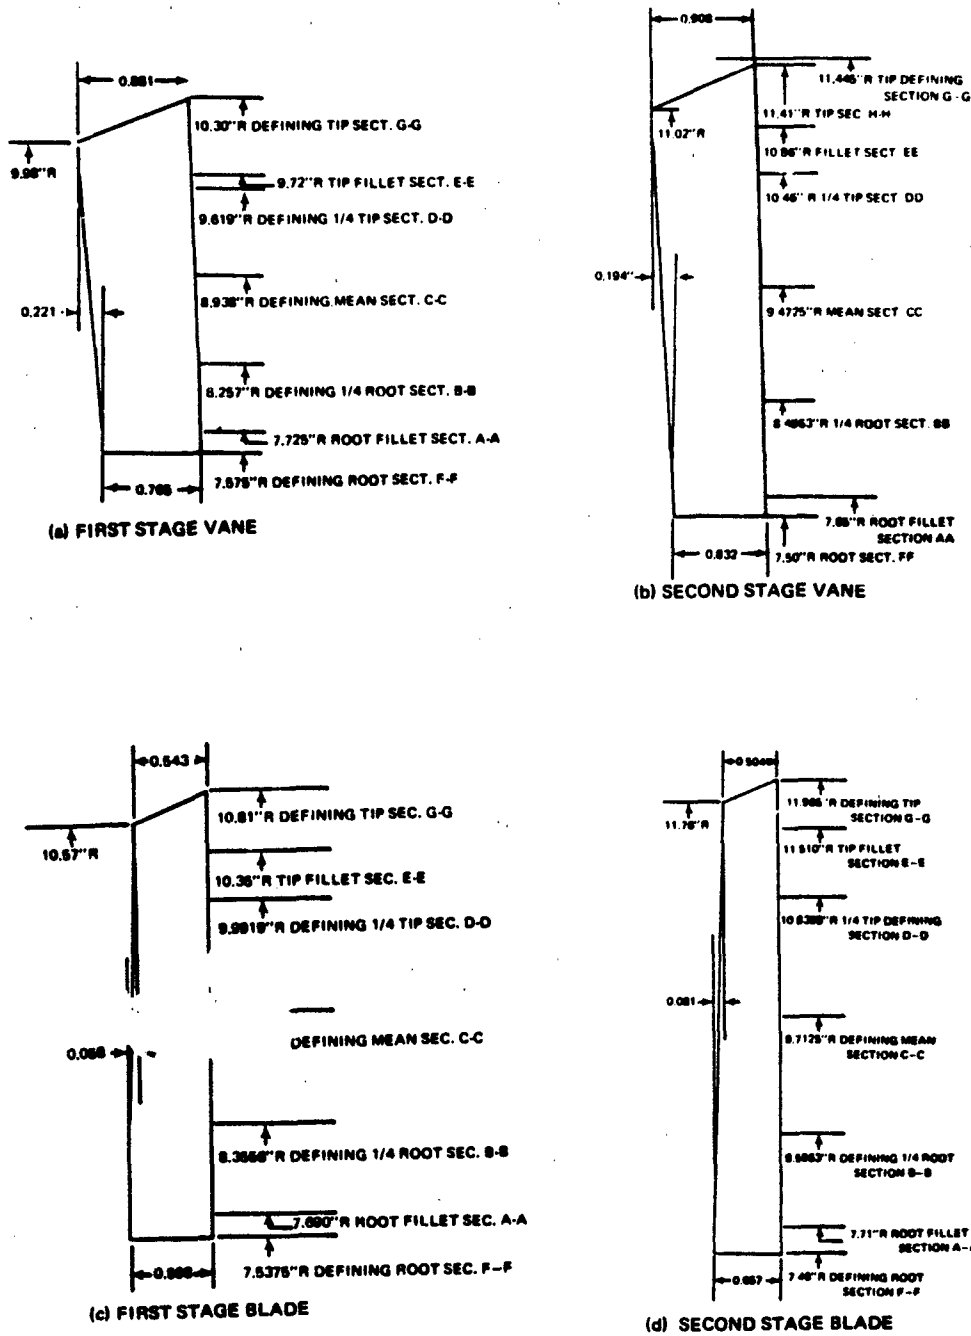 0.881
10.30"R DEFINING TIP SECT. G-G
9.98"R
9.72"R TIP FILLET SECT. E-E
9.619"R DEFINING 1/4 TIP SECT. D-D
8.938"R DEFINING MEAN SECT. C-C
0.221
8.257"R DEFINING 1/4 ROOT SECT. B-B
7.725"R ROOT FILLET SECT. A-A
7.575"R DEFINING ROOT SECT. F-F
0.765
(a) FIRST STAGE VANE
0.908
11.445"R TIP DEFINING
SECTION G-G
11.41"R TIP SEC H-H
11.02"R
10.86"R FILLET SECT EE
10.46"R 1/4 TIP SECT DD
0.194"
9.4725"R MEAN SECT CC
8.4863"R 1/4 ROOT SECT. BB
7.85"R ROOT FILLET
SECTION AA
0.832
7.50"R ROOT SECT. FF
(b) SECOND STAGE VANE
0.543
10.81"R DEFINING TIP SEC. G-G
10.57"R
10.36"R TIP FILLET SEC. E-E
9.9919"R DEFINING 1/4 TIP SEC. D-D
DEFINING MEAN SEC. C-C
8.3556"R DEFINING 1/4 ROOT SEC. B-B
7.690"R ROOT FILLET SEC. A-A
7.5375"R DEFINING ROOT SEC. F-F
(c) FIRST STAGE BLADE
0.504
11.965"R DEFINING TIP
SECTION G-G
11.76"R
11.510"R TIP FILLET
SECTION E-E
1/4 TIP DEFINING
SECTION D-D
0.081
9.7125"R DEFINING MEAN
SECTION C-C
DEFINING 1/4 ROOT
SECTION B-B
7.71"R ROOT FILLET
SECTION A-
0.657
7.46"R DEFINING ROOT
SECTION F-F
(d) SECOND STAGE BLADE